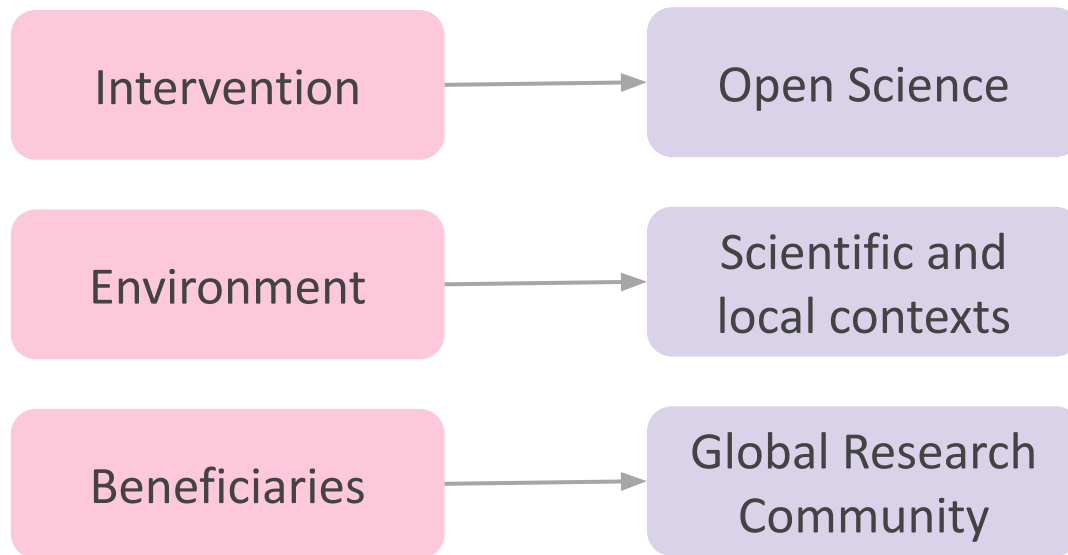 Intervention
Open Science
Environment
Scientific and
local contexts
Beneficiaries
Global Research
Community